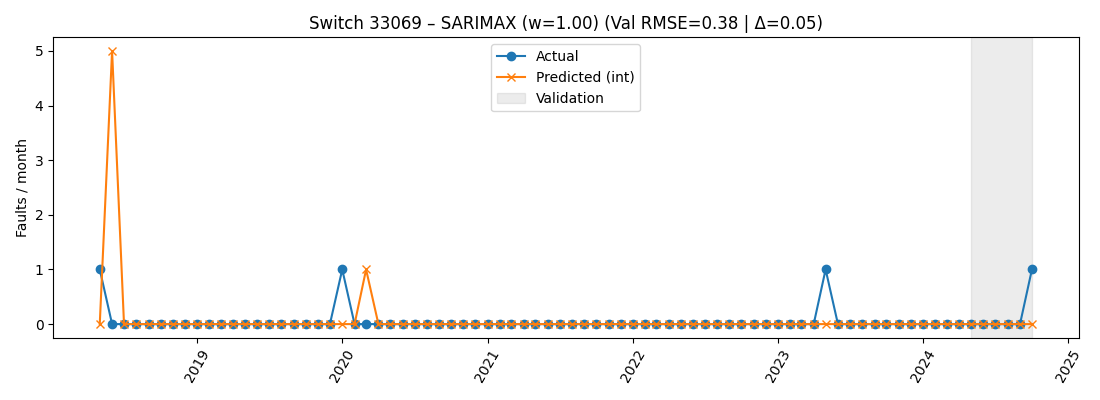 Switch 33069 – SARIMAX (w=1.00) (Val RMSE=0.38 | Δ=0.05)
Actual
Predicted (int)
Validation
Faults / month
5
4
3
2
1
0
2019
2020
2021
2022
2023
2024
2025